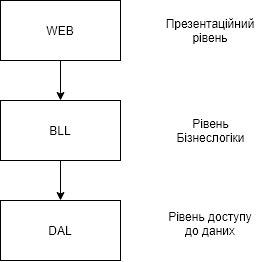 WEB
Презентаційний
рівень
BLL
Рівень
Бізнеслогіки
DAL
Рівень доступу
до даних